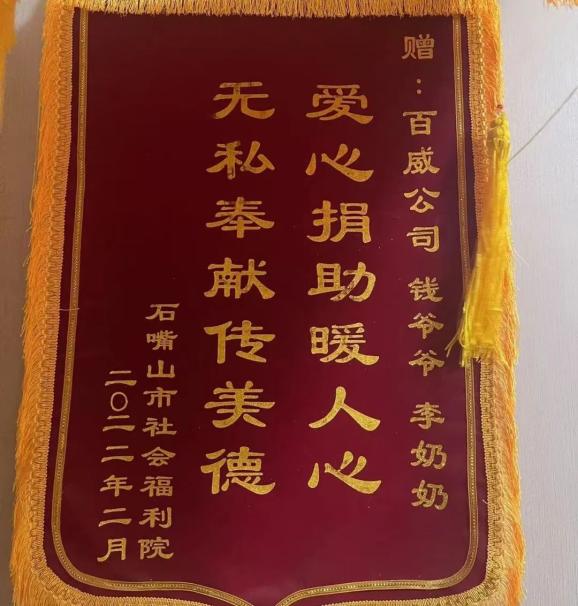 赠：百威公司 钱爷爷 李奶奶
爱心捐助暖人心
无私奉献传美德
石嘴山市社会福利院
二〇二二年二月